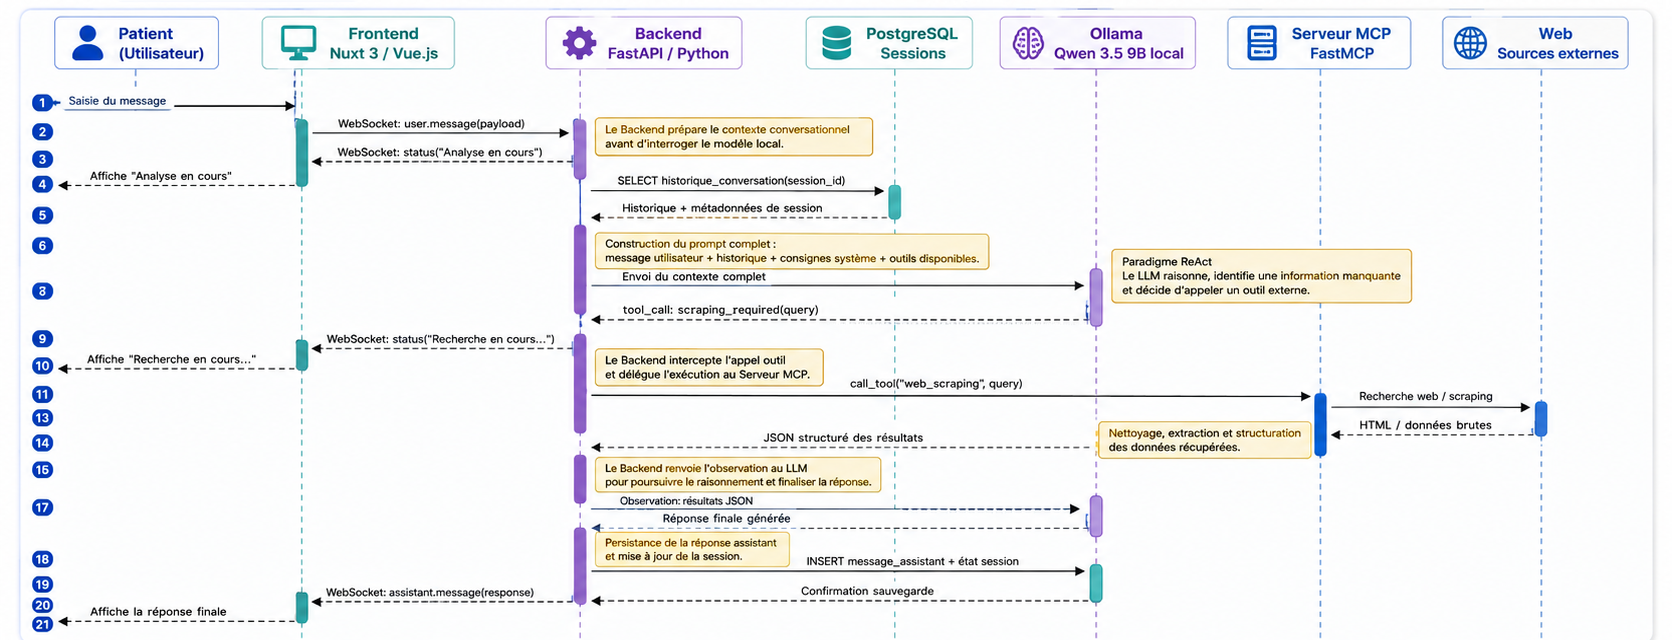 Patient
(Utilisateur)
Frontend
Nuxt 3 / Vue.js
Backend
FastAPI / Python
PostgreSQL
Sessions
Ollama
Qwen 3.5 9B local
Serveur MCP
FastMCP
Web
Sources externes
1
Saisie du message
2
WebSocket: user.message(payload)
Le Backend prépare le contexte conversationnel
avant d'interroger le modèle local.
3
WebSocket: status("Analyse en cours")
4
Affiche "Analyse en cours"
SELECT historique_conversation(session_id)
5
Historique + métadonnées de session
6
Construction du prompt complet :
message utilisateur + historique + consignes système + outils disponibles.
Paradigme ReAct
Le LLM raisonne, identifie une information manquante
et décide d'appeler un outil externe.
Envoi du contexte complet
8
tool_call: scraping_required(query)
9
WebSocket: status("Recherche en cours...")
10
Affiche "Recherche en cours..."
Le Backend intercepte l'appel outil
et délégue l'exécution au Serveur MCP.
call_tool("web_scraping", query)
11
Recherche web / scraping
13
HTML / données brutes
14
JSON structuré des résultats
Nettoyage, extraction et structuration
des données récupérées.
15
Le Backend renvoie l'observation au LLM
pour poursuivre le raisonnement et finaliser la réponse.
17
Observation: résultats JSON
Réponse finale générée
Persistance de la réponse assistant
et mise à jour de la session.
18
INSERT message_assistant + état session
19
WebSocket: assistant.message(response)
Confirmation sauvegarde
20
Affiche la réponse finale
21